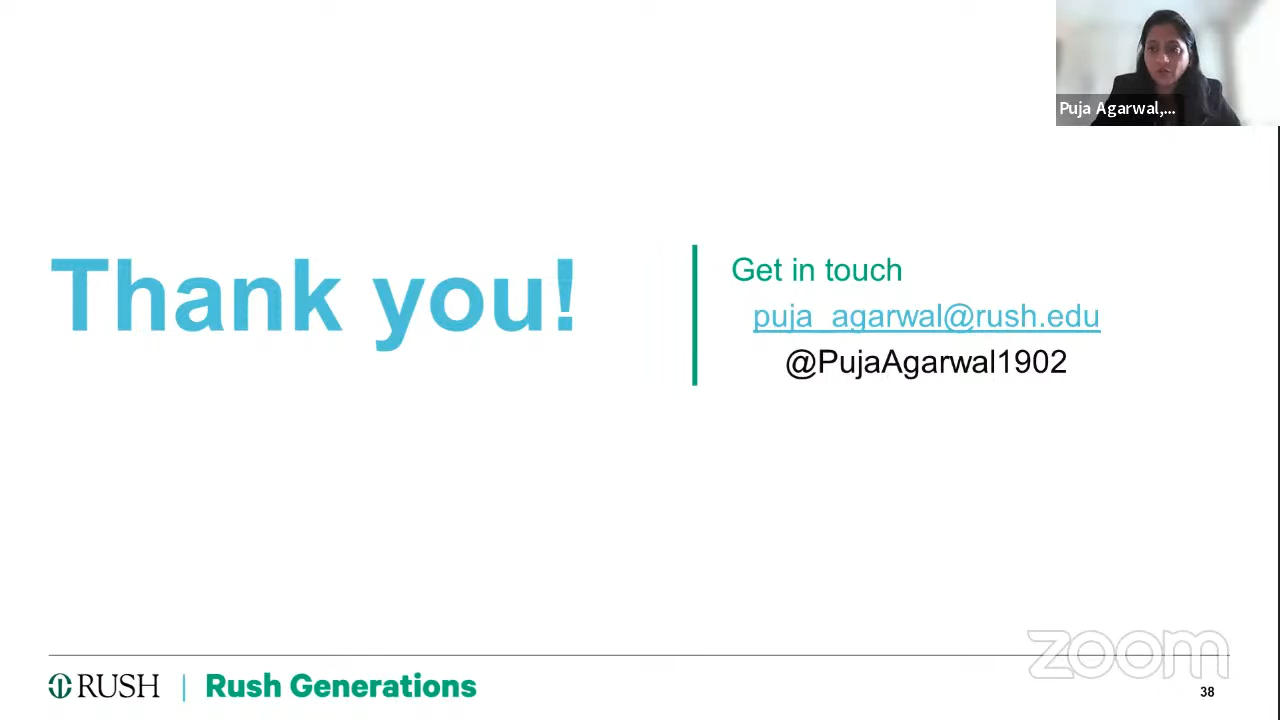 Puja Agarwal,...
Thank you!
Get in touch
puja_agarwal@rush.edu
@PujaAgarwal1902
zoom
RUSH | Rush Generations
38